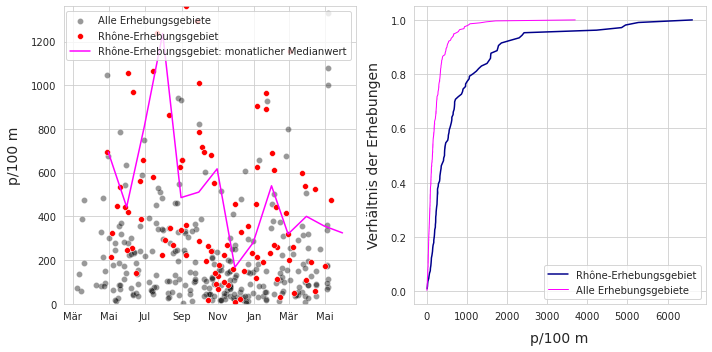 Alle Erhebungsgebiete
Rhône-Erhebungsgebiet
Rhône-Erhebungsgebiet: monatlicher Medianwert
p/100 m
1200
1000
800
600
400
200
0
Mär
Mai
Jul
Sep
Nov
Jan
Mär
Mai
Verhältnis der Erhebungen
1.0
0.8
0.6
0.4
0.2
0.0
Rhône-Erhebungsgebiet
Alle Erhebungsgebiete
0
1000
2000
3000
4000
5000
6000
p/100 m